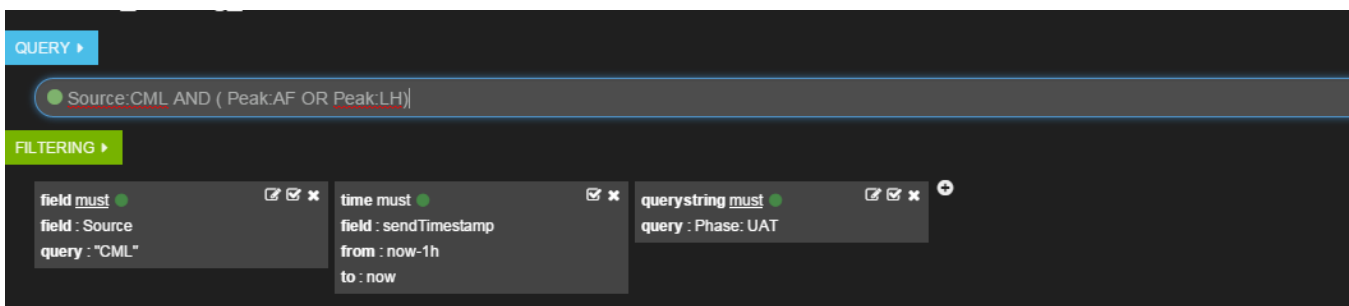 QUERY
Source:CML AND ( Peak:AF OR Peak:LH)
FILTERING
field must
field : Source
query : "CML"
time must
field : sendTimestamp
from : now-1h
to : now
querystring must
query : Phase: UAT